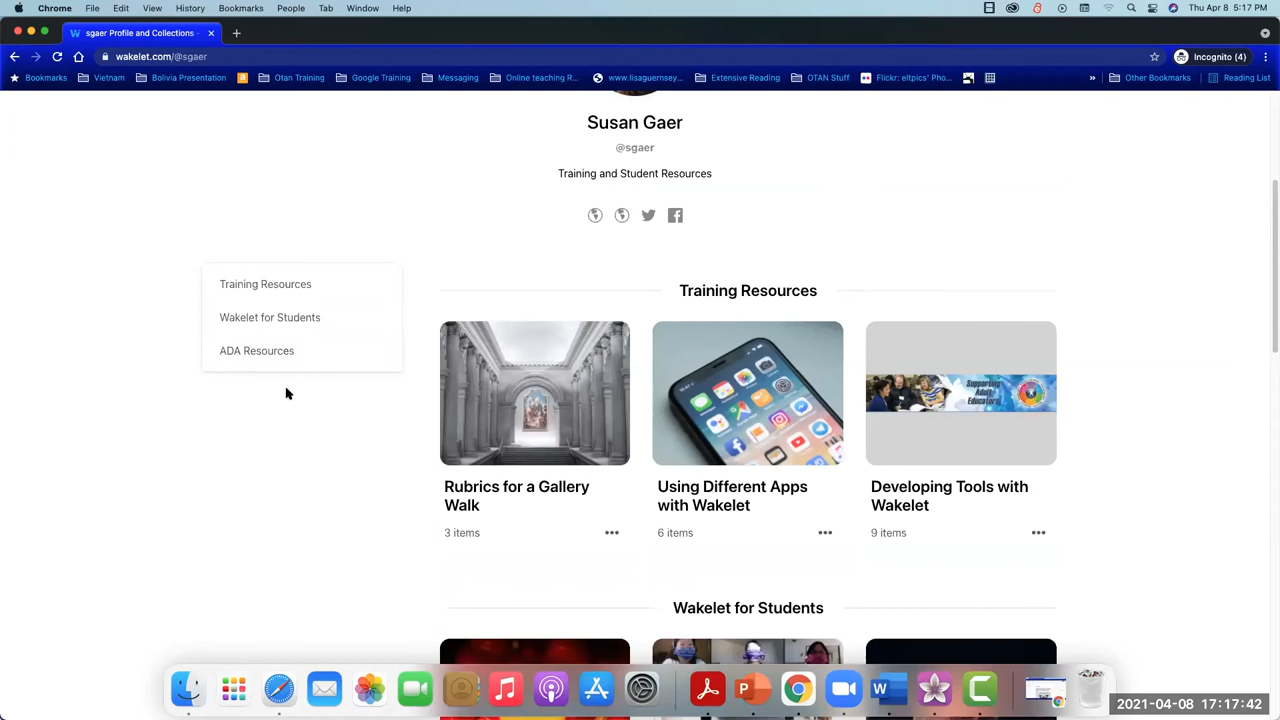 Chrome File Edit View History Bookmarks People Tab Window Help Thu Apr 8 5:17 PM
sgaer Profile and Collections
wakelet.com/@sgaer Incognito (4)
Bookmarks Vietnam Bolivia Presentation Otan Training Google Training Messaging Online teaching R... www.lisaguernsey... Extensive Reading OTAN Stuff Flickr: eltpics' Pho... » Other Bookmarks Reading List
Susan Gaer
@sgaer
Training and Student Resources
Training Resources
Wakelet for Students
ADA Resources
Training Resources
Supporting
Adult
Educators
Rubrics for a Gallery
Walk
3 items
Using Different Apps
with Wakelet
6 items
Developing Tools with
Wakelet
9 items
Wakelet for Students
2021-04-08 17:17:42